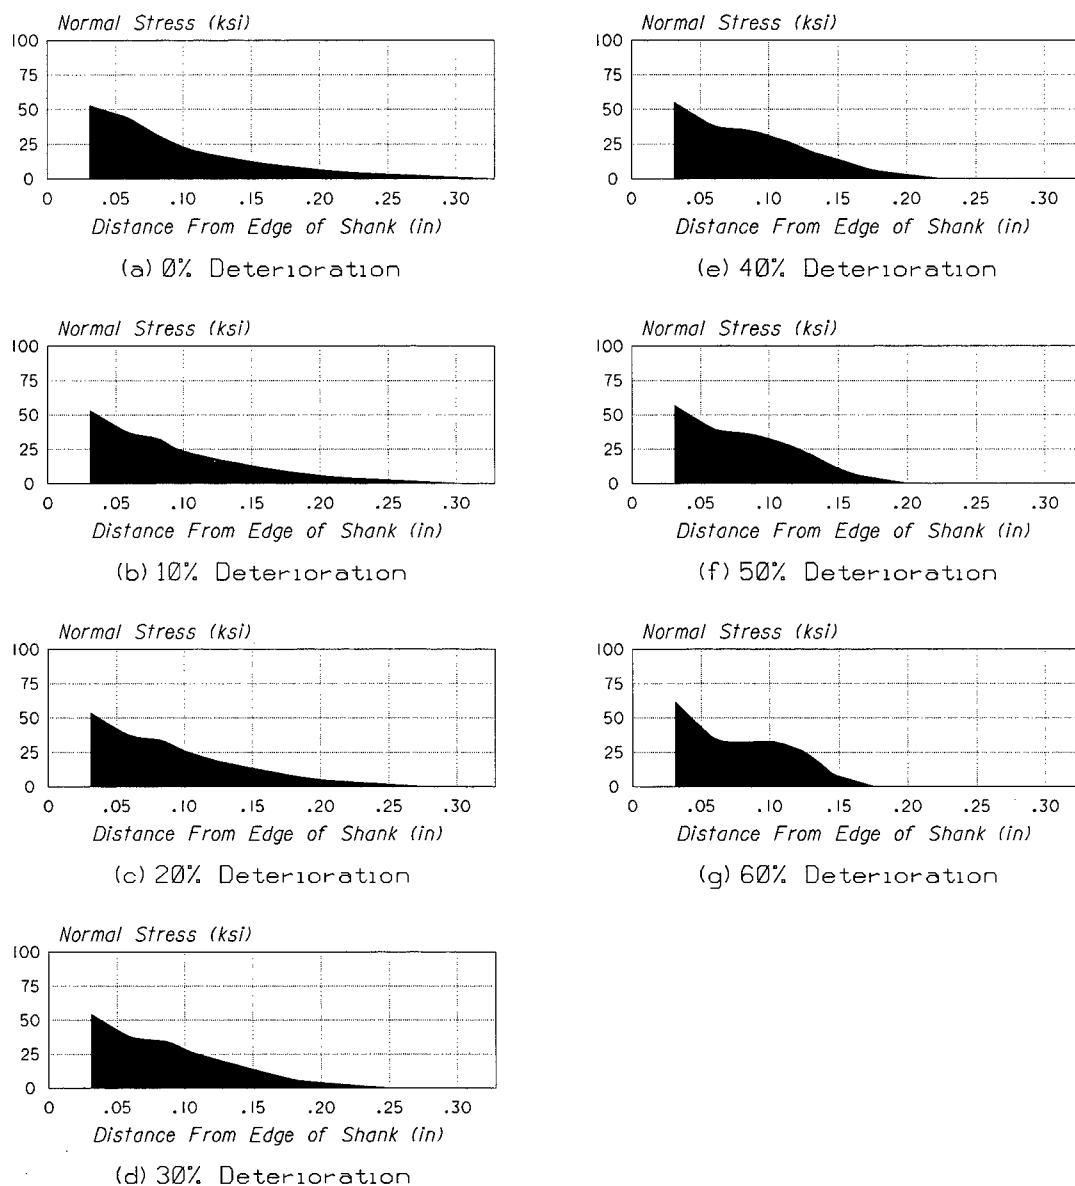 Normal Stress (ksi)
100
75
50
25
0
0 .05 .10 .15 .20 .25 .30
Distance From Edge of Shank (in)
(a) 0% Deterioration
Normal Stress (ksi)
100
75
50
25
0
0 .05 .10 .15 .20 .25 .30
Distance From Edge of Shank (in)
(b) 10% Deterioration
Normal Stress (ksi)
100
75
50
25
0
0 .05 .10 .15 .20 .25 .30
Distance From Edge of Shank (in)
(c) 20% Deterioration
Normal Stress (ksi)
100
75
50
25
0
0 .05 .10 .15 .20 .25 .30
Distance From Edge of Shank (in)
(d) 30% Deterioration
Normal Stress (ksi)
100
75
50
25
0
0 .05 .10 .15 .20 .25 .30
Distance From Edge of Shank (in)
(e) 40% Deterioration
Normal Stress (ksi)
100
75
50
25
0
0 .05 .10 .15 .20 .25 .30
Distance From Edge of Shank (in)
(f) 50% Deterioration
Normal Stress (ksi)
100
75
50
25
0
0 .05 .10 .15 .20 .25 .30
Distance From Edge of Shank (in)
(g) 60% Deterioration